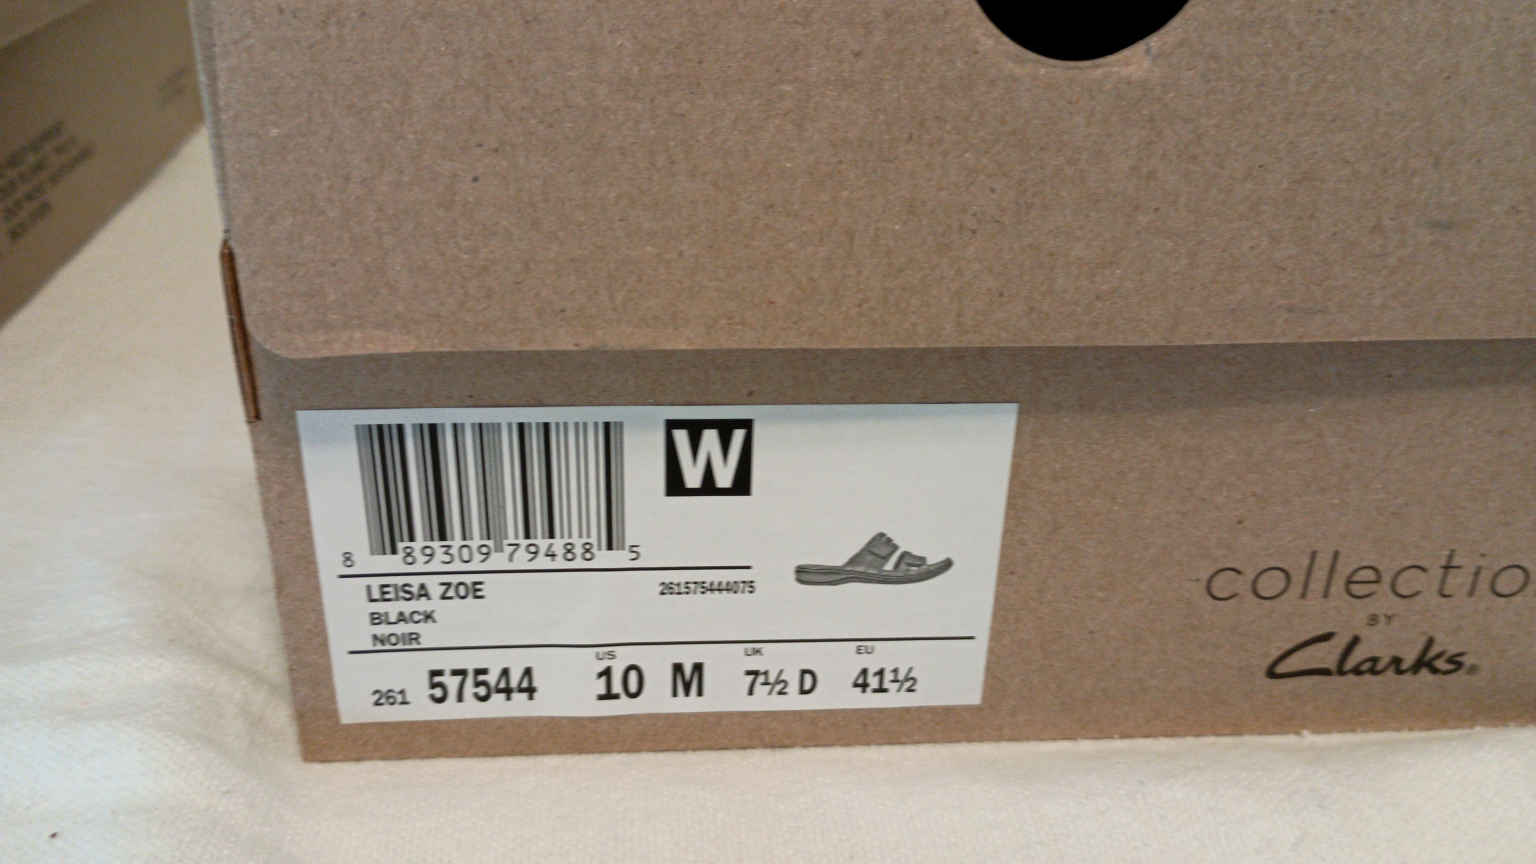 W
8 89309 79488 5
LEISA ZOE 261575444075
BLACK
NOIR
US UK EU
261 57544 10 M 7½ D 41½
collectio
BY
Clarks®